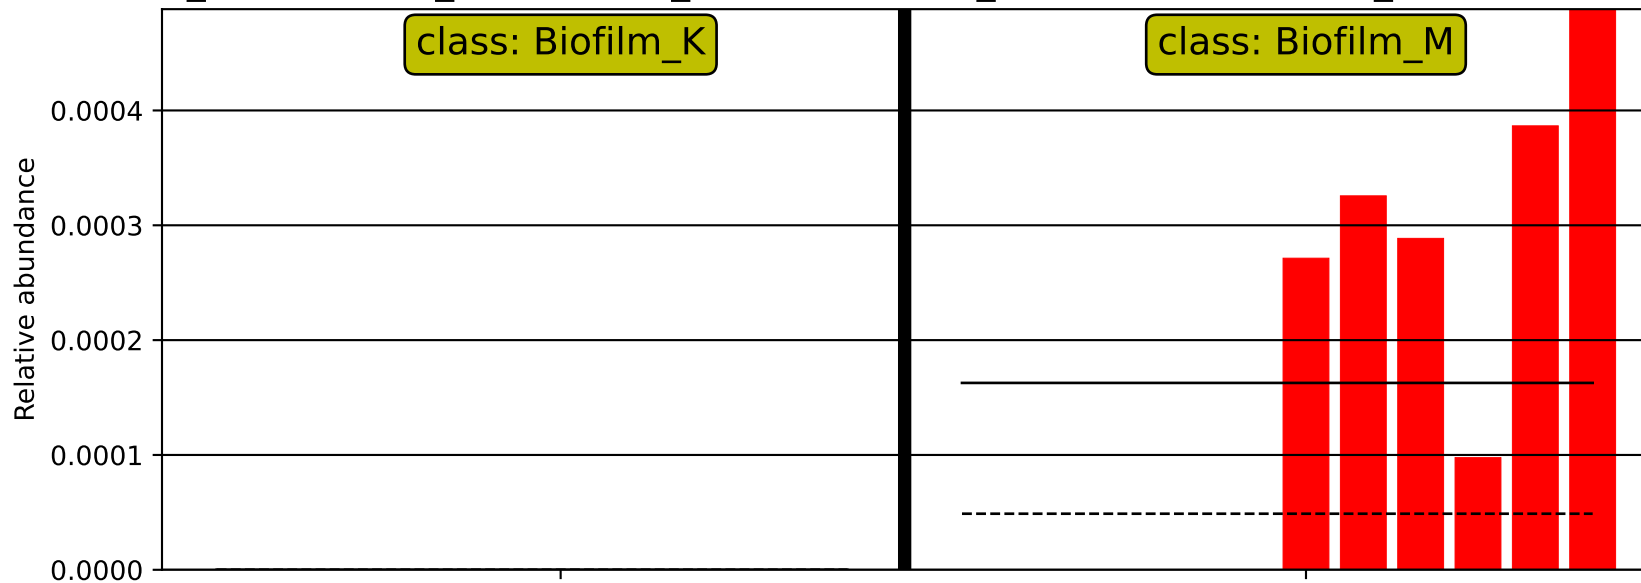 class: Biofilm_K
class: Biofilm_M
0.0004
0.0003
0.0002
0.0001
0.0000
Relative abundance